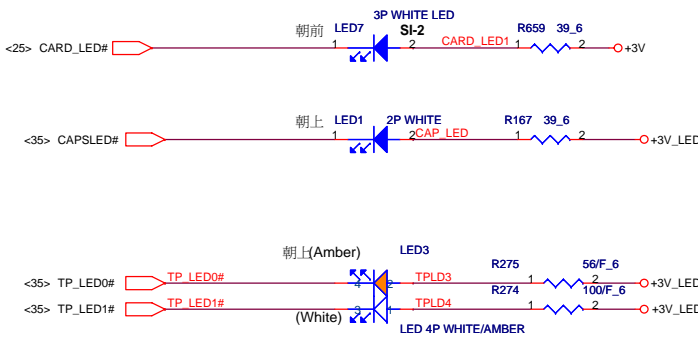 3P WHITE LED
朝前 LED7 SI-2 R659 39_6
<25> CARD_LED# 1 2 CARD_LED1 1 2 +3V
朝上 LED1 2P WHITE R167 39_6
<35> CAPSLED# 1 2 CAP_LED 1 2 +3V_LED
朝上(Amber) LED3
R275 56/F_6
<35> TP_LED0# TP_LED0# 4 2 TPLD3 1 2 +3V_LED
R274 100/F_6
<35> TP_LED1# TP_LED1# 3 1 TPLD4 1 2 +3V_LED
(White)
LED 4P WHITE/AMBER